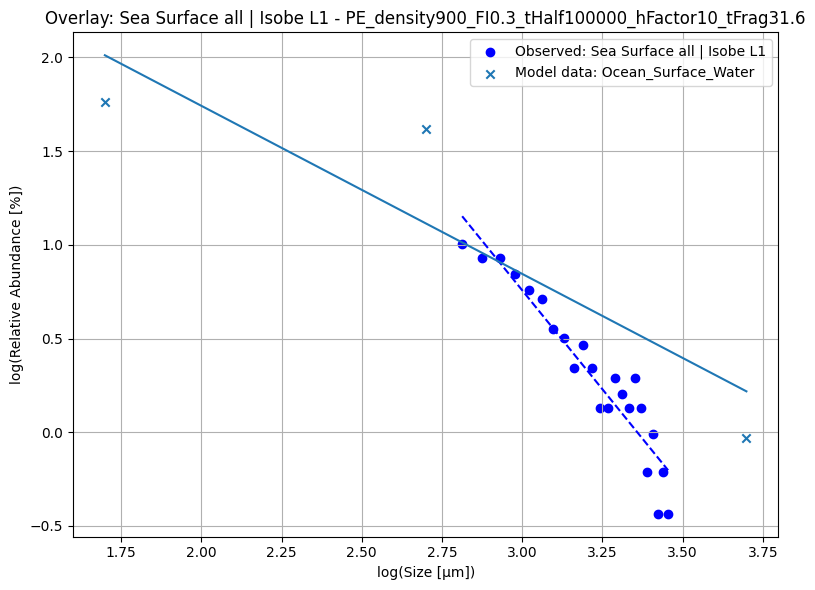 Overlay: Sea Surface all | Isobe L1 - PE_density900_FI0.3_tHalf100000_hFactor10_tFrag31.6
Observed: Sea Surface all | Isobe L1
Model data: Ocean_Surface_Water
log(Relative Abundance [%])
2.0
1.5
1.0
0.5
0.0
−0.5
1.75 2.00 2.25 2.50 2.75 3.00 3.25 3.50 3.75
log(Size [µm])